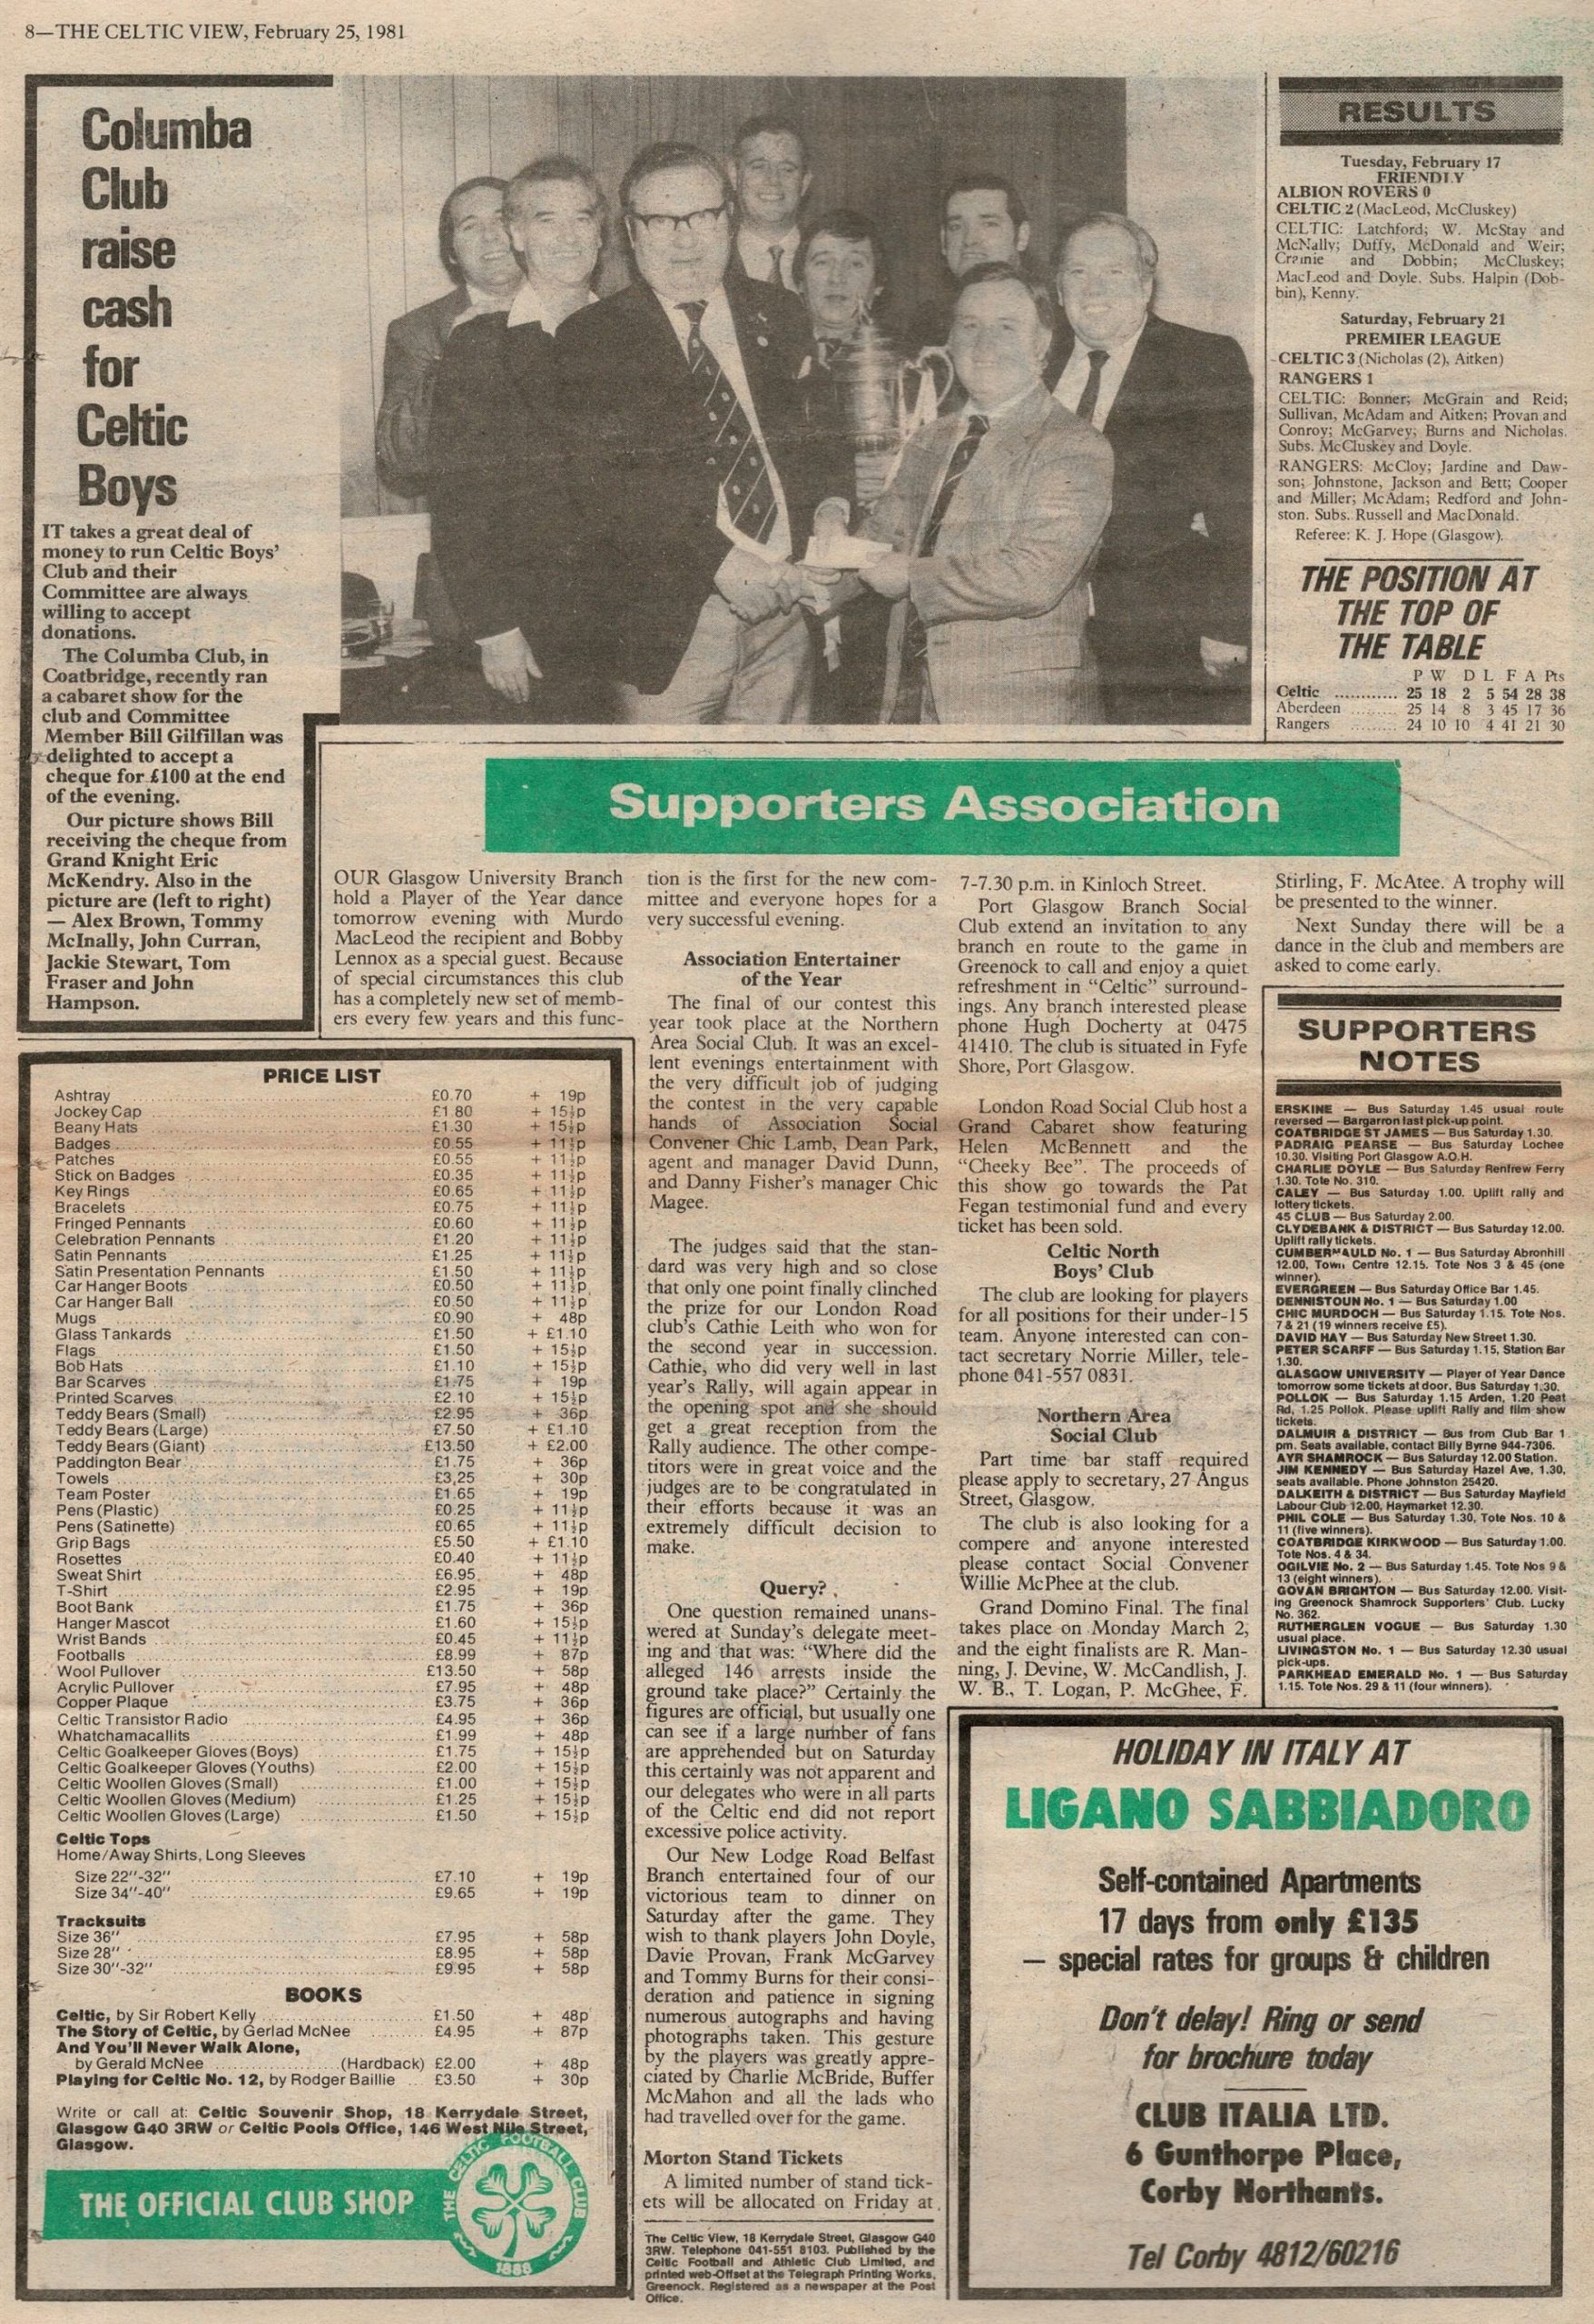 8—THE CELTIC VIEW, February 25, 1981
Columba
Club
raise
cash
for
Celtic
Boys
IT takes a great deal of
money to run Celtic Boys'
Club and their
Committee are always
willing to accept
donations.
The Columba Club, in
Coatbridge, recently ran
a cabaret show for the
club and Committee
Member Bill Gilfillan was
delighted to accept a
cheque for £100 at the end
of the evening.
Our picture shows Bill
receiving the cheque from
Grand Knight Eric
McKendry. Also in the
picture are (left to right)
— Alex Brown, Tommy
McInally, John Curran,
Jackie Stewart, Tom
Fraser and John
Hampson.
RESULTS
Tuesday, February 17
FRIENDLY
ALBION ROVERS 0
CELTIC 2 (MacLeod, McCluskey)
CELTIC: Latchford; W. McStay and
McNally; Duffy, McDonald and Weir;
Crainie and Dobbin; McCluskey;
MacLeod and Doyle. Subs. Halpin (Dob-
bin), Kenny.
Saturday, February 21
PREMIER LEAGUE
CELTIC 3 (Nicholas (2), Aitken)
RANGERS 1
CELTIC: Bonner; McGrain and Reid;
Sullivan, McAdam and Aitken; Provan and
Conroy; McGarvey; Burns and Nicholas.
Subs. McCluskey and Doyle.
RANGERS: McCloy; Jardine and Daw-
son; Johnstone, Jackson and Bett; Cooper
and Miller; McAdam; Redford and John-
ston. Subs. Russell and MacDonald.
Referee: K. J. Hope (Glasgow).
THE POSITION AT
THE TOP OF
THE TABLE
P W D L F A Pts
Celtic ............ 25 18 2 5 54 28 38
Aberdeen ......... 25 14 8 3 45 17 36
Rangers ......... 24 10 10 4 41 21 30
Supporters Association
OUR Glasgow University Branch
hold a Player of the Year dance
tomorrow evening with Murdo
MacLeod the recipient and Bobby
Lennox as a special guest. Because
of special circumstances this club
has a completely new set of memb-
ers every few years and this func-
tion is the first for the new com-
mittee and everyone hopes for a
very successful evening.
Association Entertainer
of the Year
The final of our contest this
year took place at the Northern
Area Social Club. It was an excel-
lent evenings entertainment with
the very difficult job of judging
the contest in the very capable
hands of Association Social
Convener Chic Lamb, Dean Park,
agent and manager David Dunn,
and Danny Fisher's manager Chic
Magee.
The judges said that the stan-
dard was very high and so close
that only one point finally clinched
the prize for our London Road
club's Cathie Leith who won for
the second year in succession.
Cathie, who did very well in last
year's Rally, will again appear in
the opening spot and she should
get a great reception from the
Rally audience. The other compe-
titors were in great voice and the
judges are to be congratulated in
their efforts because it was an
extremely difficult decision to
make.
Query?
One question remained unans-
wered at Sunday's delegate meet-
ing and that was: "Where did the
alleged 146 arrests inside the
ground take place?" Certainly the
figures are official, but usually one
can see if a large number of fans
are apprehended but on Saturday
this certainly was not apparent and
our delegates who were in all parts
of the Celtic end did not report
excessive police activity.
Our New Lodge Road Belfast
Branch entertained four of our
victorious team to dinner on
Saturday after the game. They
wish to thank players John Doyle,
Davie Provan, Frank McGarvey
and Tommy Burns for their consi-
deration and patience in signing
numerous autographs and having
photographs taken. This gesture
by the players was greatly appre-
ciated by Charlie McBride, Buffer
McMahon and all the lads who
had travelled over for the game.
Morton Stand Tickets
A limited number of stand tick-
ets will be allocated on Friday at
7-7.30 p.m. in Kinloch Street.
Port Glasgow Branch Social
Club extend an invitation to any
branch en route to the game in
Greenock to call and enjoy a quiet
refreshment in "Celtic" surround-
ings. Any branch interested please
phone Hugh Docherty at 0475
41410. The club is situated in Fyfe
Shore, Port Glasgow.
London Road Social Club host a
Grand Cabaret show featuring
Helen McBennett and the
"Cheeky Bee". The proceeds of
this show go towards the Pat
Fegan testimonial fund and every
ticket has been sold.
Celtic North
Boys' Club
The club are looking for players
for all positions for their under-15
team. Anyone interested can con-
tact secretary Norrie Miller, tele-
phone 041-557 0831.
Northern Area
Social Club
Part time bar staff required
please apply to secretary, 27 Angus
Street, Glasgow.
The club is also looking for a
compere and anyone interested
please contact Social Convener
Willie McPhee at the club.
Grand Domino Final. The final
takes place on Monday March 2,
and the eight finalists are R. Man-
ning, J. Devine, W. McCandlish, J.
W. B., T. Logan, P. McGhee, F.
Stirling, F. McAtee. A trophy will
be presented to the winner.
Next Sunday there will be a
dance in the club and members are
asked to come early.
SUPPORTERS
NOTES
ERSKINE — Bus Saturday 1.45 usual route
reversed — Bargarron last pick-up point.
COATBRIDGE ST JAMES — Bus Saturday 1.30.
PADRAIG PEARSE — Bus Saturday Lochee
10.30. Visiting Port Glasgow A.O.H.
CHARLIE DOYLE — Bus Saturday Renfrew Ferry
1.30. Tote No. 310.
CALEY — Bus Saturday 1.00. Uplift rally and
lottery tickets.
45 CLUB — Bus Saturday 2.00.
CLYDEBANK & DISTRICT — Bus Saturday 12.00.
Uplift rally tickets.
CUMBERNAULD No. 1 — Bus Saturday Abronhill
12.00, Town Centre 12.15. Tote Nos 3 & 45 (one
winner).
EVERGREEN — Bus Saturday Office Bar 1.45.
DENNISTOUN No. 1 — Bus Saturday 1.00
CHIC MURDOCH — Bus Saturday 1.15. Tote Nos.
7 & 21 (19 winners receive £5).
DAVID HAY — Bus Saturday New Street 1.30.
PETER SCARFF — Bus Saturday 1.15, Station Bar
1.30.
GLASGOW UNIVERSITY — Player of Year Dance
tomorrow some tickets at door. Bus Saturday 1.30.
POLLOK — Bus Saturday 1.15 Arden, 1.20 Peat
Rd, 1.25 Pollok. Please uplift Rally and film show
tickets.
DALMUIR & DISTRICT — Bus from Club Bar 1
pm. Seats available, contact Billy Byrne 944-7306.
AYR SHAMROCK — Bus Saturday 12.00 Station.
JIM KENNEDY — Bus Saturday Hazel Ave, 1.30,
seats available. Phone Johnston 25420.
DALKEITH & DISTRICT — Bus Saturday Mayfield
Labour Club 12.00, Haymarket 12.30.
PHIL COLE — Bus Saturday 1.30, Tote Nos. 10 &
11 (five winners).
COATBRIDGE KIRKWOOD — Bus Saturday 1.00.
Tote Nos. 4 & 34.
OGILVIE No. 2 — Bus Saturday 1.45. Tote Nos 9 &
13 (eight winners).
GOVAN BRIGHTON — Bus Saturday 12.00. Visit-
ing Greenock Shamrock Supporters' Club. Lucky
No. 362.
RUTHERGLEN VOGUE — Bus Saturday 1.30
usual place.
LIVINGSTON No. 1 — Bus Saturday 12.30 usual
pick-ups.
PARKHEAD EMERALD No. 1 — Bus Saturday
1.15. Tote Nos. 29 & 11 (four winners).
PRICE LIST
Ashtray £0.70 + 19p
Jockey Cap £1.80 + 15½p
Beany Hats £1.30 + 15½p
Badges £0.55 + 11½p
Patches £0.55 + 11½p
Stick on Badges £0.35 + 11½p
Key Rings £0.65 + 11½p
Bracelets £0.75 + 11½p
Fringed Pennants £0.60 + 11½p
Celebration Pennants £1.20 + 11½p
Satin Pennants £1.25 + 11½p
Satin Presentation Pennants £1.50 + 11½p
Car Hanger Boots £0.50 + 11½p
Car Hanger Ball £0.50 + 11½p
Mugs £0.90 + 48p
Glass Tankards £1.50 + £1.10
Flags £1.50 + 15½p
Bob Hats £1.10 + 15½p
Bar Scarves £1.75 + 19p
Printed Scarves £2.10 + 15½p
Teddy Bears (Small) £2.95 + 36p
Teddy Bears (Large) £7.50 + £1.10
Teddy Bears (Giant) £13.50 + £2.00
Paddington Bear £1.75 + 36p
Towels £3.25 + 30p
Team Poster £1.65 + 19p
Pens (Plastic) £0.25 + 11½p
Pens (Satinette) £0.65 + 11½p
Grip Bags £5.50 + £1.10
Rosettes £0.40 + 11½p
Sweat Shirt £6.95 + 48p
T-Shirt £2.95 + 19p
Boot Bank £1.75 + 36p
Hanger Mascot £1.60 + 15½p
Wrist Bands £0.45 + 11½p
Footballs £8.99 + 87p
Wool Pullover £13.50 + 58p
Acrylic Pullover £7.95 + 48p
Copper Plaque £3.75 + 36p
Celtic Transistor Radio £4.95 + 36p
Whatchamacallits £1.99 + 48p
Celtic Goalkeeper Gloves (Boys) £1.75 + 15½p
Celtic Goalkeeper Gloves (Youths) £2.00 + 15½p
Celtic Woollen Gloves (Small) £1.00 + 15½p
Celtic Woollen Gloves (Medium) £1.25 + 15½p
Celtic Woollen Gloves (Large) £1.50 + 15½p
Celtic Tops
Home/Away Shirts, Long Sleeves
Size 22"-32" £7.10 + 19p
Size 34"-40" £9.65 + 19p
Tracksuits
Size 36" £7.95 + 58p
Size 28" £8.95 + 58p
Size 30"-32" £9.95 + 58p
BOOKS
Celtic, by Sir Robert Kelly £1.50 + 48p
The Story of Celtic, by Gerlad McNee £4.95 + 87p
And You'll Never Walk Alone,
by Gerald McNee (Hardback) £2.00 + 48p
Playing for Celtic No. 12, by Rodger Baillie £3.50 + 30p
Write or call at: Celtic Souvenir Shop, 18 Kerrydale Street,
Glasgow G40 3RW or Celtic Pools Office, 146 West Nile Street,
Glasgow.
THE OFFICIAL CLUB SHOP
THE CELTIC FOOTBALL CLUB
1888
The Celtic View, 18 Kerrydale Street, Glasgow G40
3RW. Telephone 041-551 8103. Published by the
Celtic Football and Athletic Club Limited, and
printed web-Offset at the Telegraph Printing Works,
Greenock. Registered as a newspaper at the Post
Office.
HOLIDAY IN ITALY AT
LIGANO SABBIADORO
Self-contained Apartments
17 days from only £135
— special rates for groups & children
Don't delay! Ring or send
for brochure today
CLUB ITALIA LTD.
6 Gunthorpe Place,
Corby Northants.
Tel Corby 4812/60216